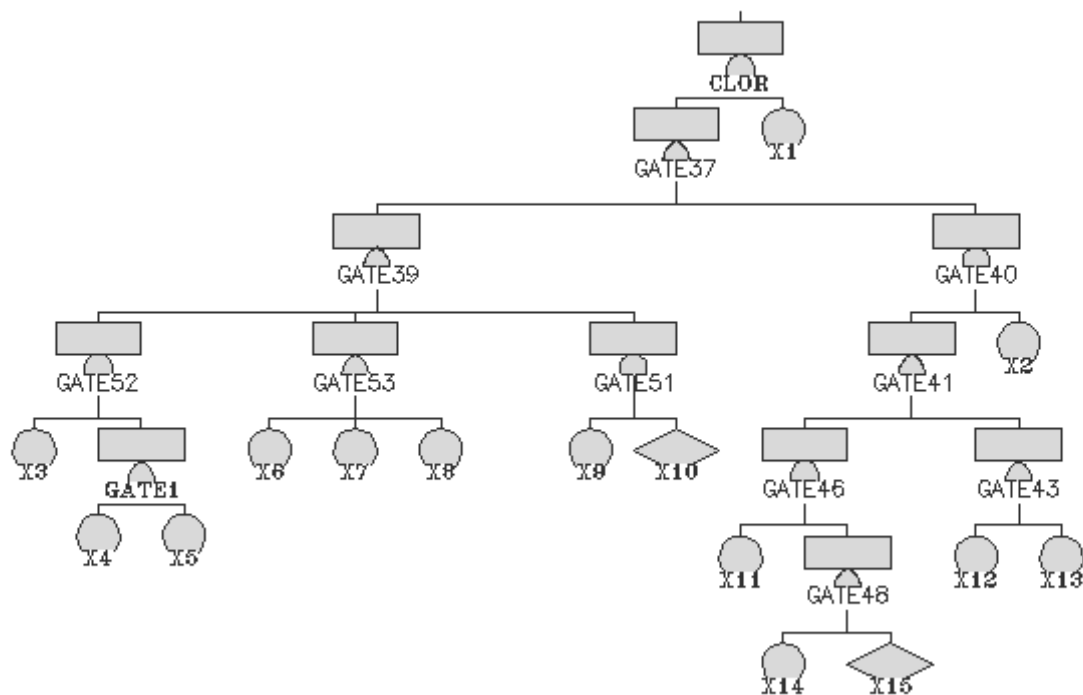 CLOR
X1
GATE37
GATE39
GATE40
GATE52
GATE53
GATE51
GATE41
X2
X3
GATE1
X6
X7
X8
X9
X10
GATE46
GATE43
X4
X5
X11
GATE48
X12
X13
X14
X15